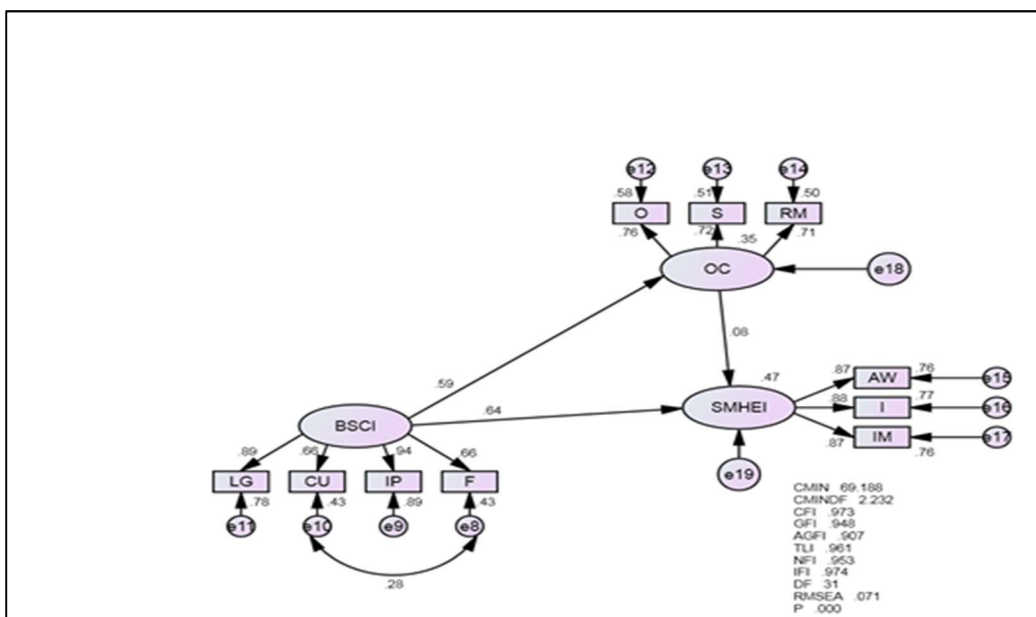 e12 e13 e14
.58 .51 .50
O S RM
.76 .72 .35 .71
OC e18
.08
.59
.47 .87 AW .76 e15
.64 SMHEI .88 I .77 e16
BSCI .87 IM .76 e17
.89 .66 .94 .66
LG CU IP F e19
.78 .43 .89 .43
e11 e10 e9 e8
.28
CMIN 69.188
CMINDF 2.232
CFI .973
GFI .948
AGFI .907
TLI .961
NFI .953
IFI .974
DF 31
RMSEA .071
P .000